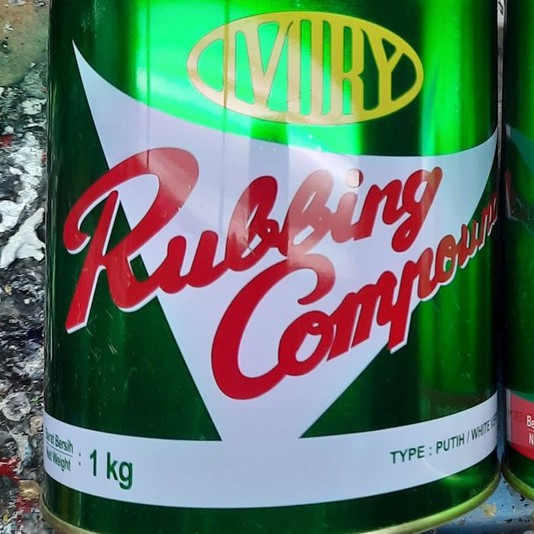 IVORY
Rubbing
Compound
Berat Bersih
Net Weight : 1 kg
TYPE : PUTIH / WHITE